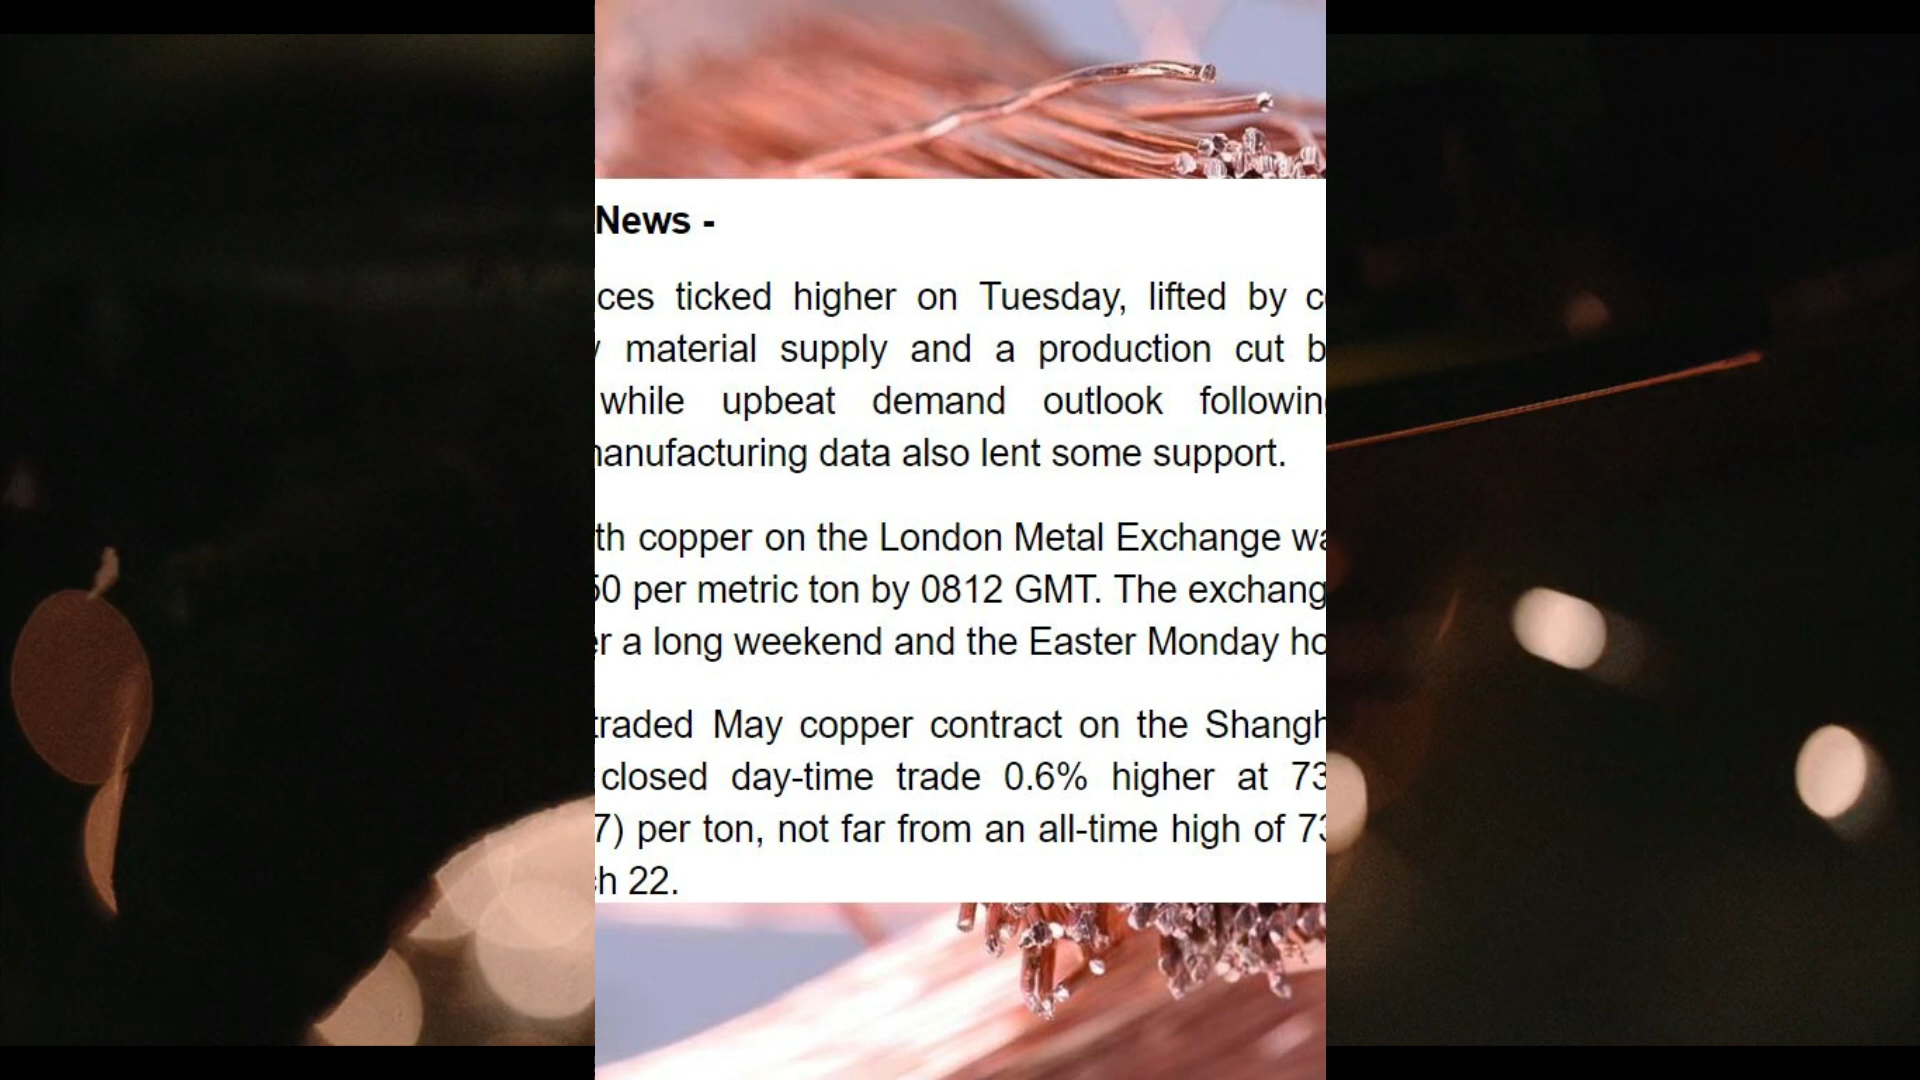 News -
ces ticked higher on Tuesday, lifted by c
material supply and a production cut b
while upbeat demand outlook followin
anufacturing data also lent some support.
th copper on the London Metal Exchange wa
50 per metric ton by 0812 GMT. The exchang
r a long weekend and the Easter Monday ho
traded May copper contract on the Shangh
closed day-time trade 0.6% higher at 73
7) per ton, not far from an all-time high of 73
h 22.